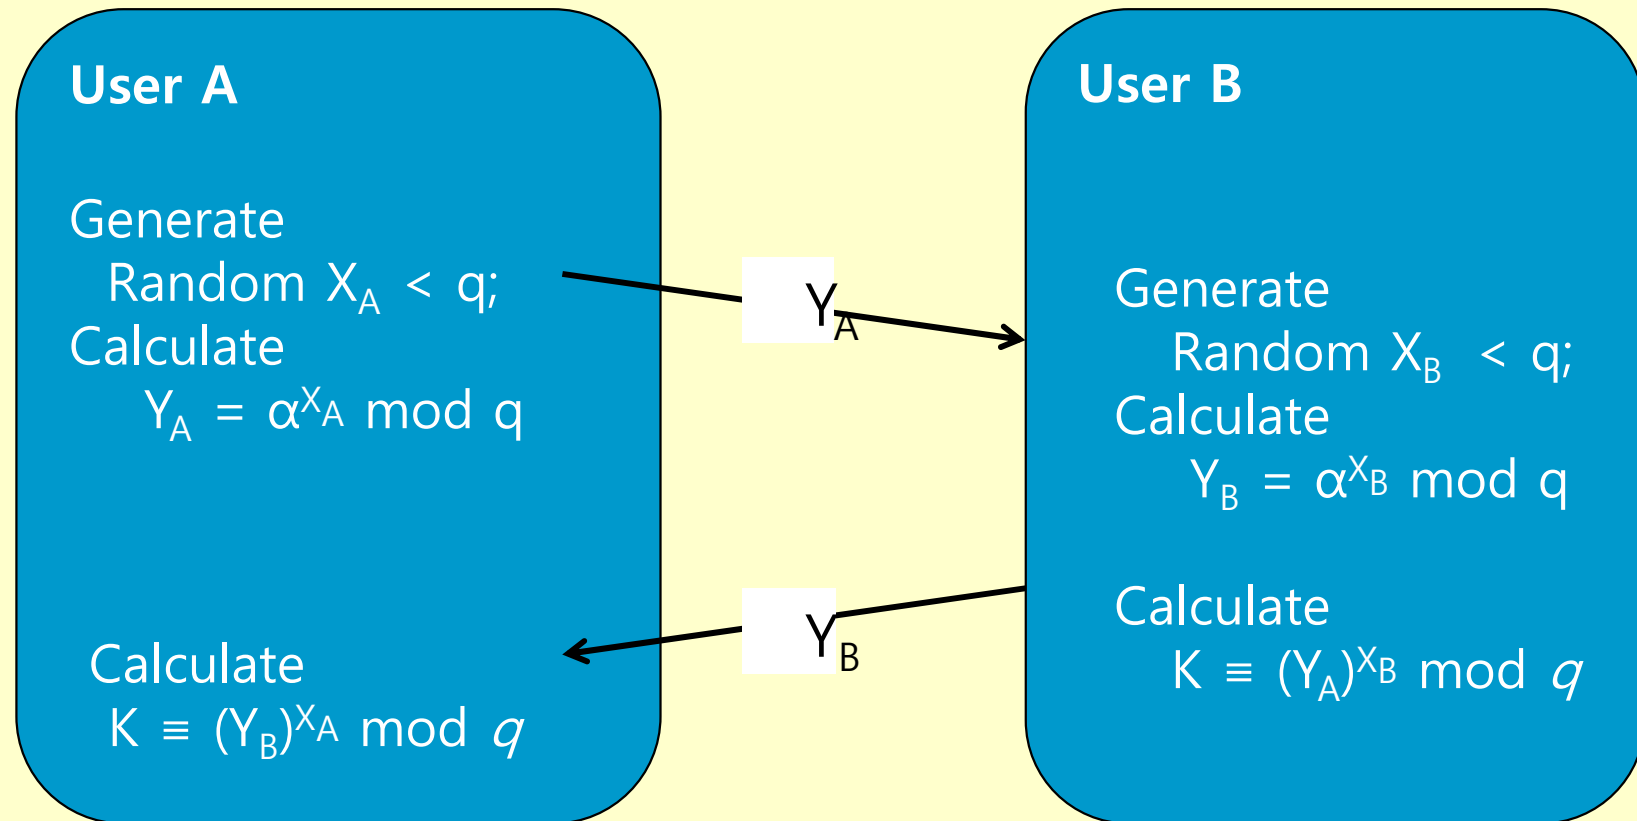 User A
Generate
Random X_A < q;
Calculate
Y_A = α^X_A mod q
Calculate
K ≡ (Y_B)^X_A mod q
Y_A
Y_B
User B
Generate
Random X_B < q;
Calculate
Y_B = α^X_B mod q
Calculate
K ≡ (Y_A)^X_B mod q